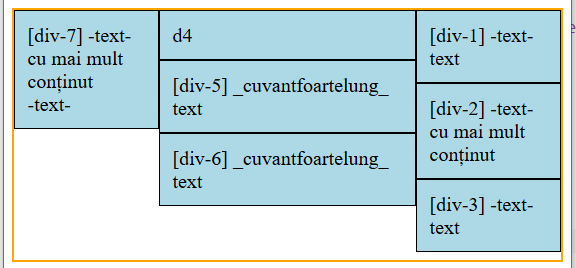 [div-7] -text-
cu mai mult
conținut
-text-
d4
[div-5] _cuvantfoartelung_
text
[div-6] _cuvantfoartelung_
text
[div-1] -text-
text
[div-2] -text-
cu mai mult
conținut
[div-3] -text-
text